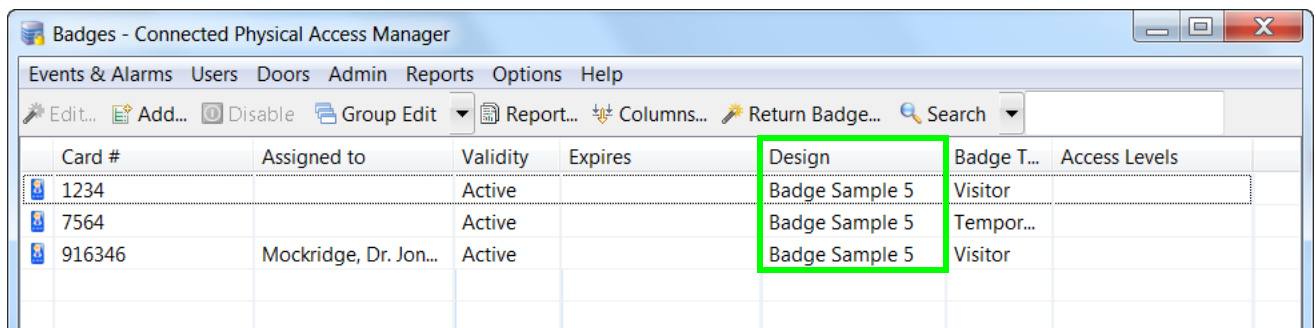 Badges - Connected Physical Access Manager
Events & Alarms Users Doors Admin Reports Options Help
Edit... Add... Disable Group Edit Report... Columns... Return Badge... Search
Card # Assigned to Validity Expires Design Badge T... Access Levels
1234 Active Badge Sample 5 Visitor
7564 Active Badge Sample 5 Tempor...
916346 Mockridge, Dr. Jon... Active Badge Sample 5 Visitor